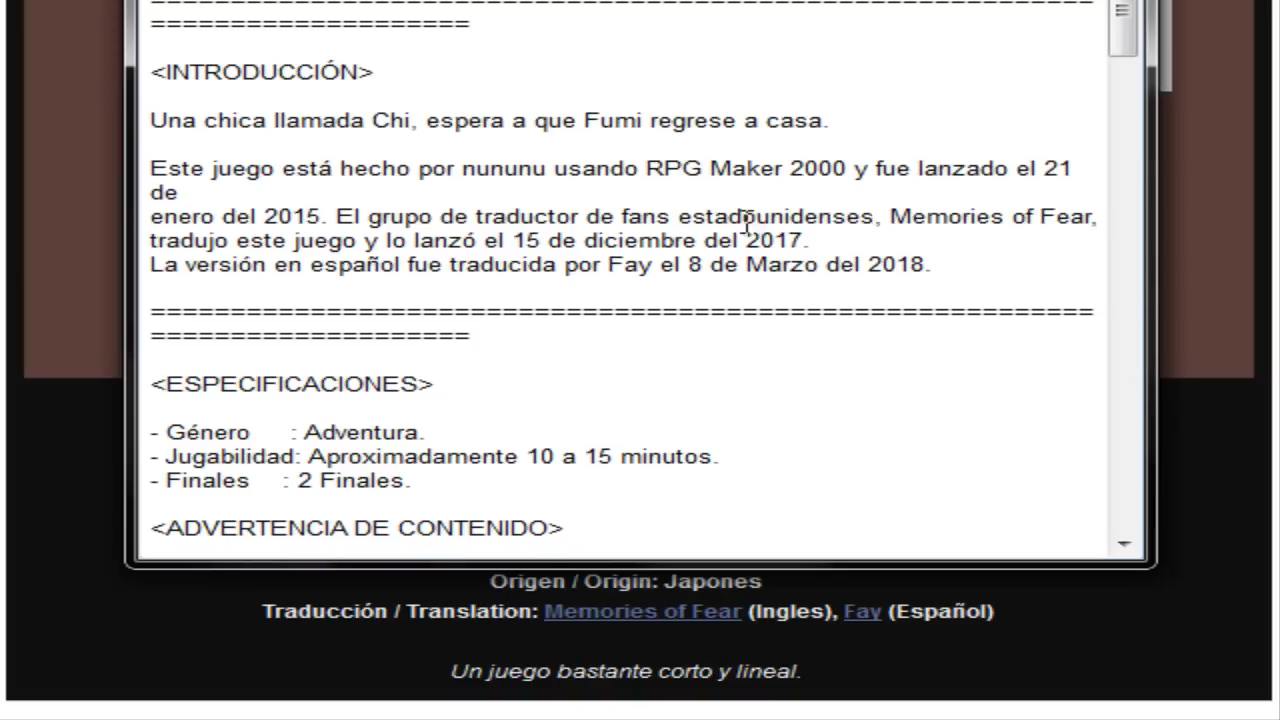 ===========================================================
====================
<INTRODUCCIÓN>
Una chica llamada Chi, espera a que Fumi regrese a casa.
Este juego está hecho por nununu usando RPG Maker 2000 y fue lanzado el 21
de
enero del 2015. El grupo de traductor de fans estadounidenses, Memories of Fear,
tradujo este juego y lo lanzó el 15 de diciembre del 2017.
La versión en español fue traducida por Fay el 8 de Marzo del 2018.
===========================================================
====================
<ESPECIFICACIONES>
- Género : Adventura.
- Jugabilidad: Aproximadamente 10 a 15 minutos.
- Finales : 2 Finales.
<ADVERTENCIA DE CONTENIDO>
Origen / Origin: Japones
Traducción / Translation: Memories of Fear (Ingles), Fay (Español)
Un juego bastante corto y lineal.